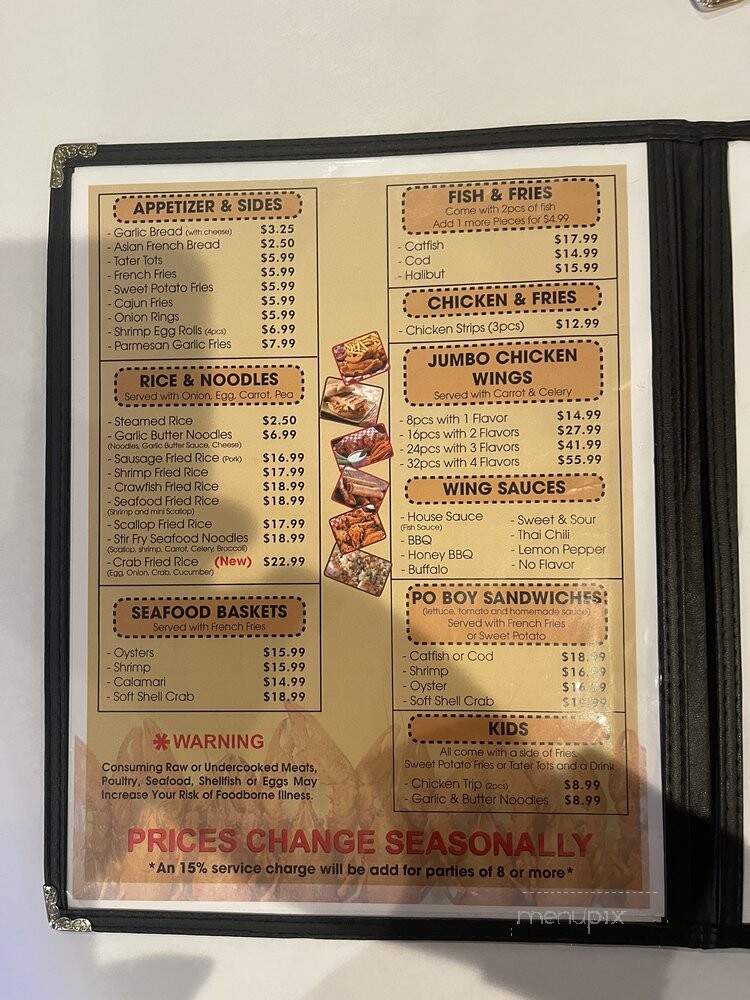 APPETIZER & SIDES
- Garlic Bread (with cheese) $3.25
- Asian French Bread $2.50
- Tater Tots $5.99
- French Fries $5.99
- Sweet Potato Fries $5.99
- Cajun Fries $5.99
- Onion Rings $5.99
- Shrimp Egg Rolls (4pcs) $6.99
- Parmesan Garlic Fries $7.99
RICE & NOODLES
Served with Onion, Egg, Carrot, Pea
- Steamed Rice $2.50
- Garlic Butter Noodles $6.99
(Noodles, Garlic Butter Sauce, Cheese)
- Sausage Fried Rice (Pork) $16.99
- Shrimp Fried Rice $17.99
- Crawfish Fried Rice $18.99
- Seafood Fried Rice $18.99
(Shrimp and mini Scallop)
- Scallop Fried Rice $17.99
- Stir Fry Seafood Noodles $18.99
(Scallop, shrimp, Carrot, Celery, Broccoli)
- Crab Fried Rice (New) $22.99
(Egg, Onion, Crab, Cucumber)
SEAFOOD BASKETS
Served with French Fries
- Oysters $15.99
- Shrimp $15.99
- Calamari $14.99
- Soft Shell Crab $18.99
* WARNING
Consuming Raw or Undercooked Meats,
Poultry, Seafood, Shellfish or Eggs May
Increase Your Risk of Foodborne Illness.
FISH & FRIES
Come with 2pcs of fish
Add 1 more Pieces for $4.99
- Catfish $17.99
- Cod $14.99
- Halibut $15.99
CHICKEN & FRIES
- Chicken Strips (3pcs) $12.99
JUMBO CHICKEN
WINGS
Served with Carrot & Celery
- 8pcs with 1 Flavor $14.99
- 16pcs with 2 Flavors $27.99
- 24pcs with 3 Flavors $41.99
- 32pcs with 4 Flavors $55.99
WING SAUCES
- House Sauce
(Fish Sauce)
- BBQ
- Honey BBQ
- Buffalo
- Sweet & Sour
- Thai Chili
- Lemon Pepper
- No Flavor
PO BOY SANDWICHES
(lettuce, tomato and homemade sauce)
Served with French Fries
or Sweet Potato
- Catfish or Cod $18.99
- Shrimp $16.99
- Oyster $16.99
- Soft Shell Crab
KIDS
All come with a side of Fries,
Sweet Potato Fries or Tater Tots and a Drink
- Chicken Trip (2pcs) $8.99
- Garlic & Butter Noodles $8.99
PRICES CHANGE SEASONALLY
*An 15% service charge will be add for parties of 8 or more*
menupix